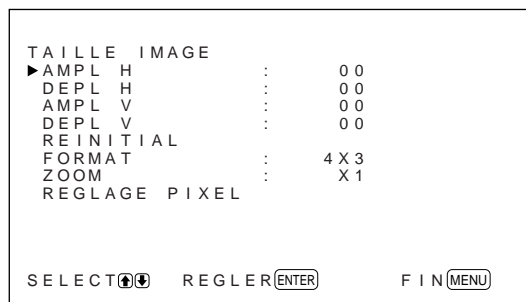 TAILLE IMAGE
▶AMPL H : 00
DEPL H : 00
AMPL V : 00
DEPL V : 00
REINITIAL
FORMAT : 4X3
ZOOM : X1
REGLAGE PIXEL
SELECT⬆⬇ REGLER ENTER FIN MENU